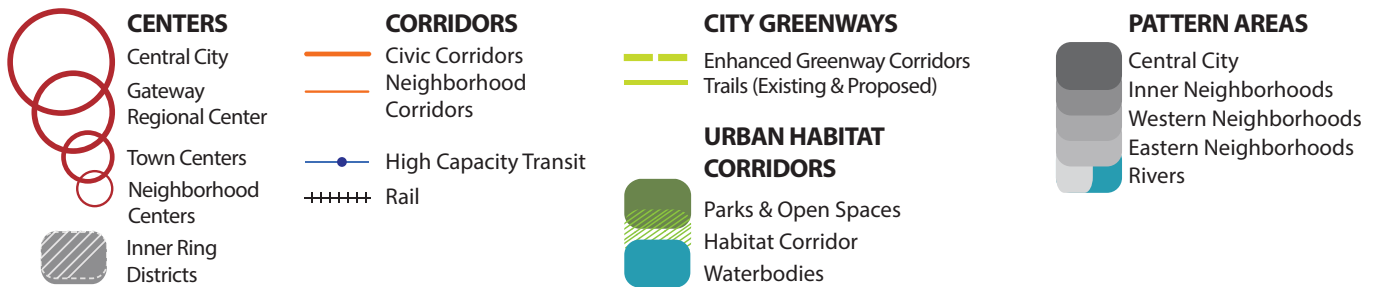 CENTERS
Central City
Gateway
Regional Center
Town Centers
Neighborhood
Centers
Inner Ring
Districts
CORRIDORS
Civic Corridors
Neighborhood
Corridors
High Capacity Transit
Rail
CITY GREENWAYS
Enhanced Greenway Corridors
Trails (Existing & Proposed)
URBAN HABITAT
CORRIDORS
Parks & Open Spaces
Habitat Corridor
Waterbodies
PATTERN AREAS
Central City
Inner Neighborhoods
Western Neighborhoods
Eastern Neighborhoods
Rivers